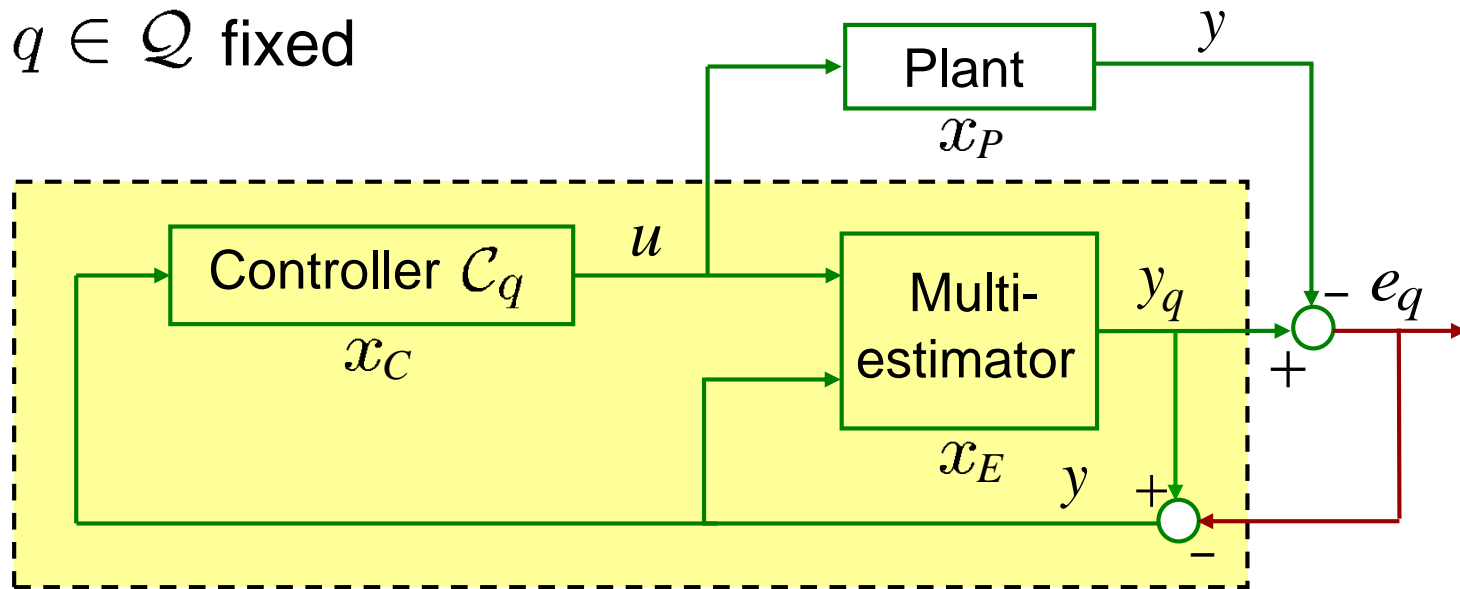 q ∈ 𝒬 fixed
y
Plant
x_P
Controller 𝒞_q
u
Multi-
estimator
y_q
-
e_q
+
x_C
x_E
y
+
-